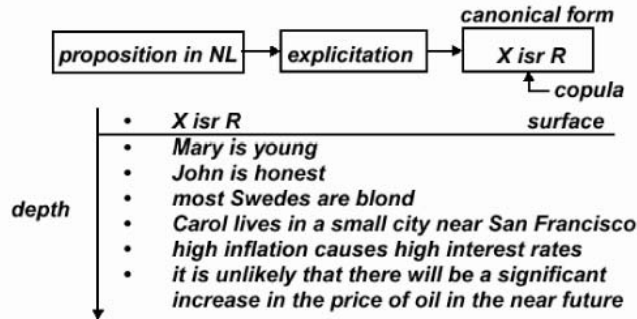 canonical form
proposition in NL
explicitation
X isr R
copula
• X isr R surface
• Mary is young
• John is honest
depth
• most Swedes are blond
• Carol lives in a small city near San Francisco
• high inflation causes high interest rates
• it is unlikely that there will be a significant
increase in the price of oil in the near future